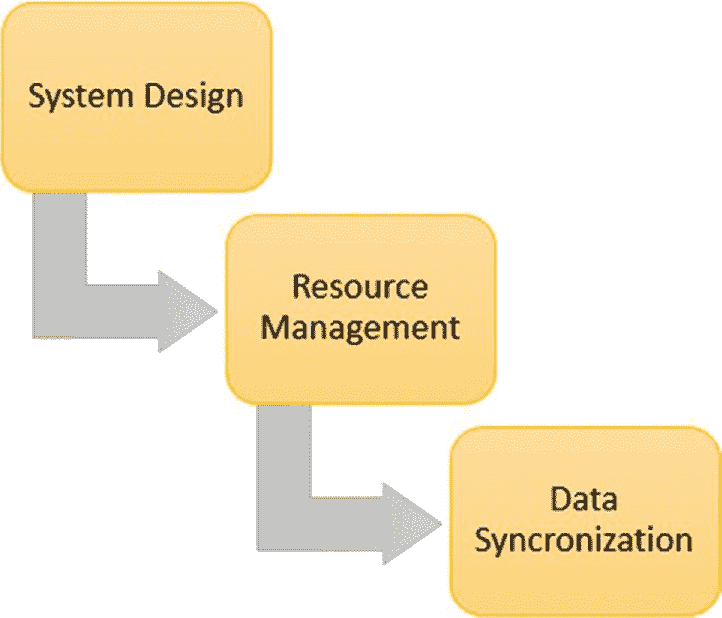 System Design
Resource
Management
Data
Syncronization